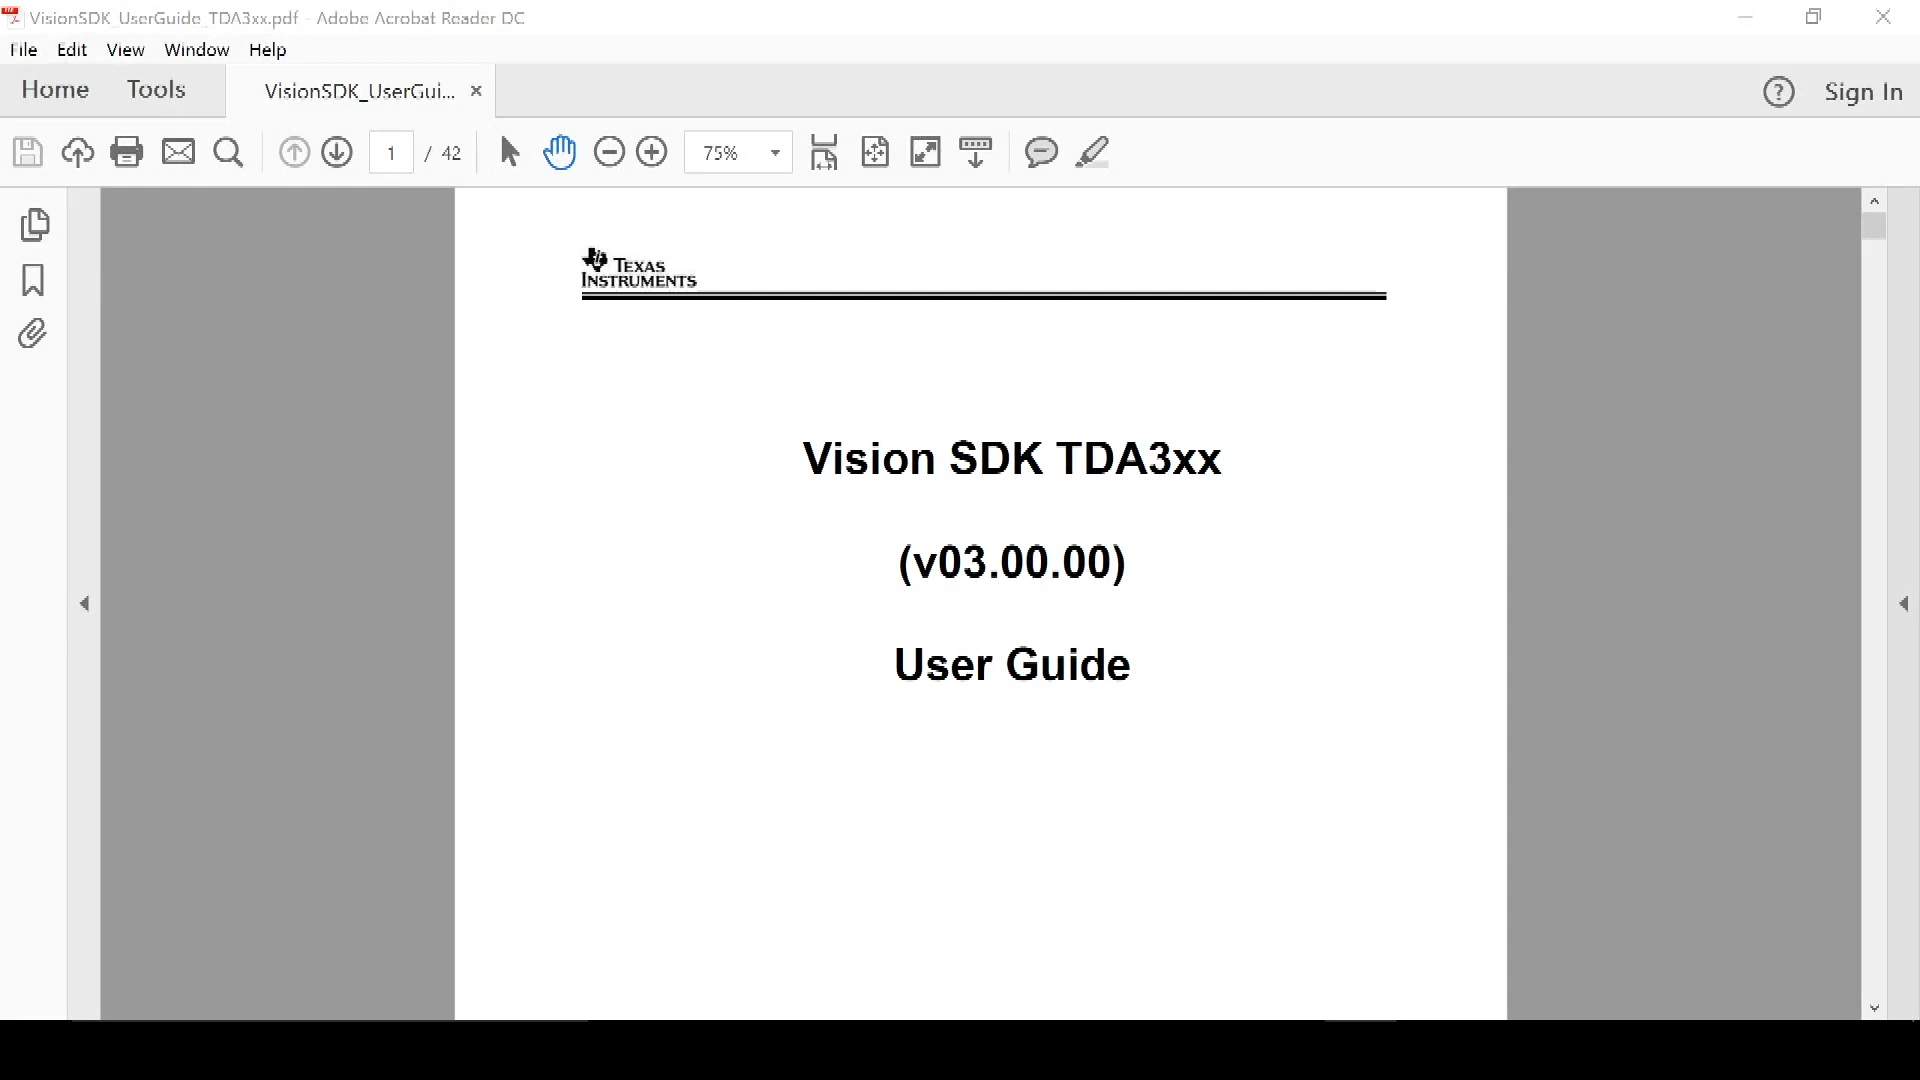 VisionSDK_UserGuide_TDA3xx.pdf - Adobe Acrobat Reader DC
File Edit View Window Help
Home Tools VisionSDK_UserGui... × ? Sign In
1 / 42 75%
TEXAS
INSTRUMENTS
Vision SDK TDA3xx
(v03.00.00)
User Guide